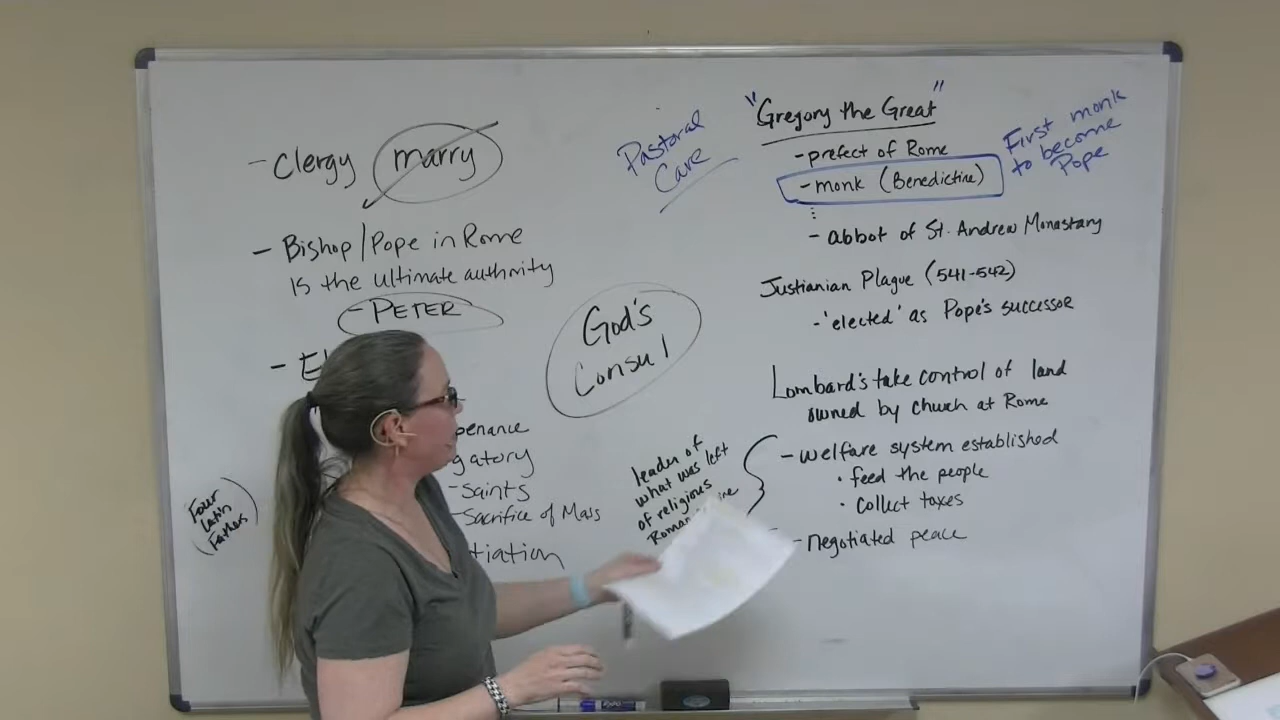 - Clergy marry
- Bishop/Pope in Rome
is the ultimate authority
- PETER
- E
penance
gatory
- saints
- Sacrifice of Mass
tiation
Four
Latin
Fathers
Pastoral
Care
God's
Consul
leader of
what was left
of religious
"Gregory the Great"
- prefect of Rome
- monk (Benedictine)
- abbot of St. Andrew Monastary
First monk
to become
Pope
Justianian Plague (541-542)
- 'elected' as Pope's successor
Lombard's take control of land
owned by church at Rome
- welfare system established
• feed the people
• Collect taxes
- negotiated peace
EXPO